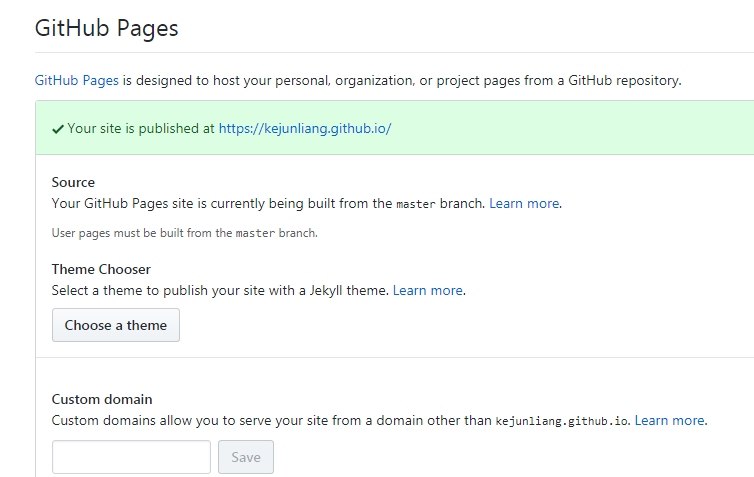 GitHub Pages
GitHub Pages is designed to host your personal, organization, or project pages from a GitHub repository.
Your site is published at https://kejunliang.github.io/
Source
Your GitHub Pages site is currently being built from the master branch. Learn more.
User pages must be built from the master branch.
Theme Chooser
Select a theme to publish your site with a Jekyll theme. Learn more.
Choose a theme
Custom domain
Custom domains allow you to serve your site from a domain other than kejunliang.github.io. Learn more.
Save